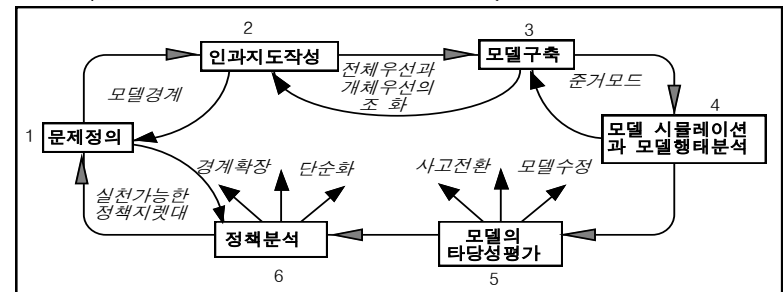 2
인과지도작성
3
모델구축
전체우선과
개체우선의
조 화
준거모드
모델경계
1 문제정의
4
모델 시뮬레이션
과 모델행태분석
경계확장
단순화
사고전환
모델수정
실천가능한
정책지렛대
정책분석
6
모델의
타당성평가
5